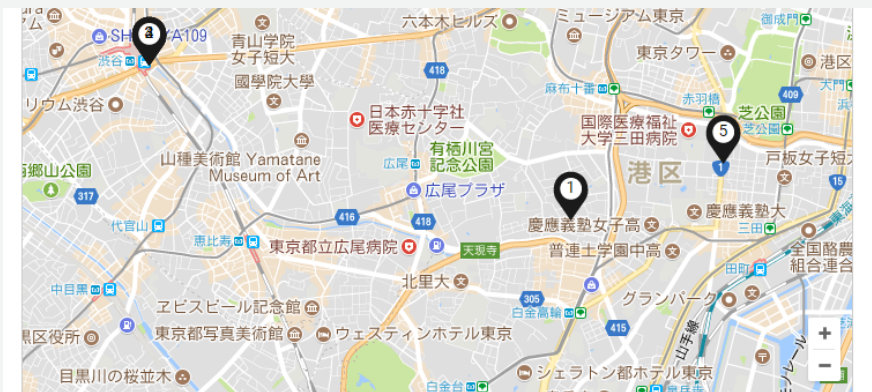 六本木ヒルズ
ミュージアム東京
御成門
青山学院
女子短大
渋谷
418
東京タワー
港区
國學院大學
麻布十番
大門
リウム渋谷
日本赤十字社
医療センター
赤羽橋
409
芝公園
国際医療福祉
大学三田病院
芝公園
5
1
有栖川宮
記念公園
山種美術館 Yamatane
Museum of Art
広尾
港区
戸板女子短
郷山公園
317
広尾プラザ
1
15
416
418
慶應義塾女子高
慶應義塾大
代官山
恵比寿
東京都立広尾病院
天現寺
普連土学園中高
三田
全国酪農
組合連合
田町
北里大
中目黒
305
グランパーク
ヱビスビール記念館
白金高輪
415
山手線
黒区役所
東京都写真美術館
ウェスティンホテル東京
+
−
目黒川の桜並木
シェラトン都ホテル東京
白金台